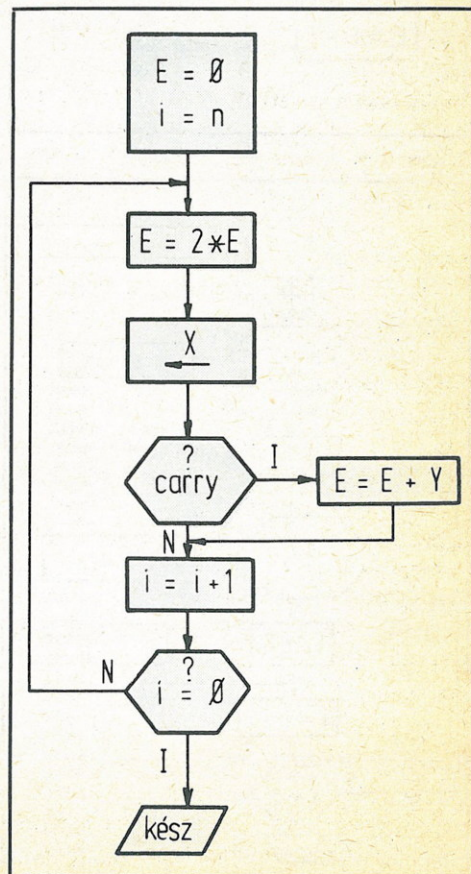 E = Ø
i = n
E = 2*E
X
?
carry
I
E = E + Y
N
i = i + 1
N
?
i = Ø
I
kész